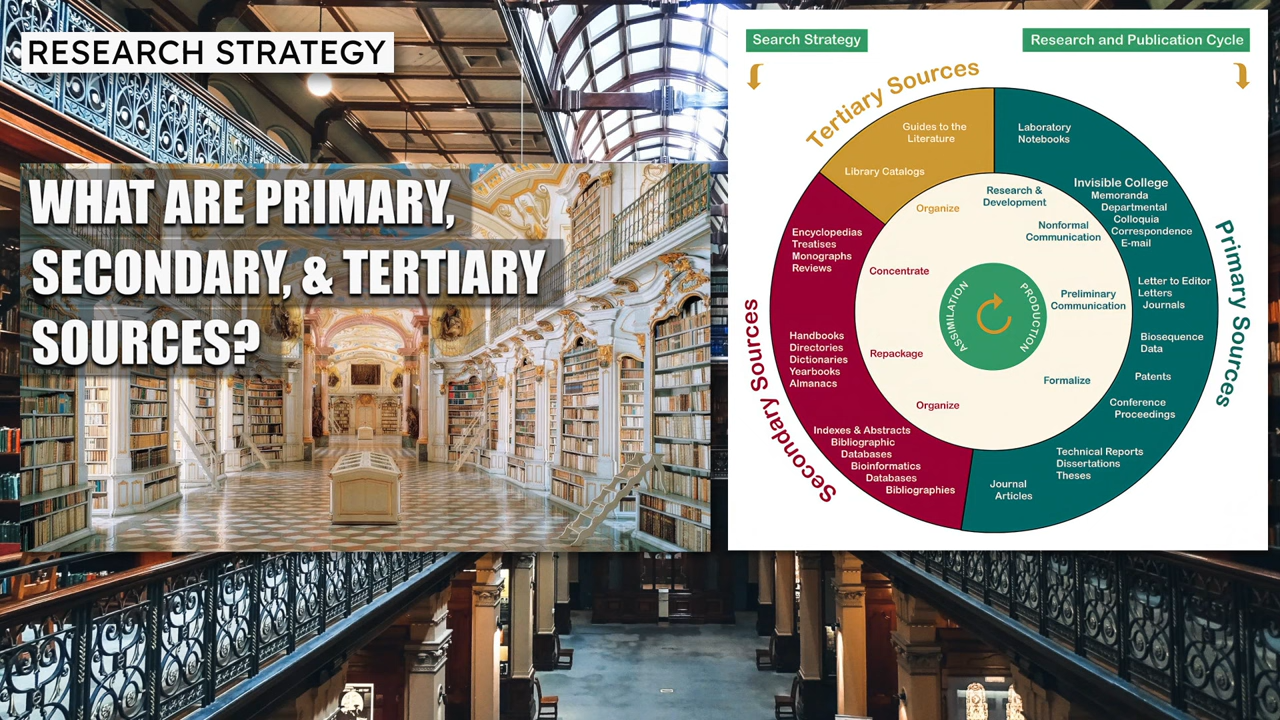 RESEARCH STRATEGY
WHAT ARE PRIMARY,
SECONDARY, & TERTIARY
SOURCES?
Search Strategy
Research and Publication Cycle
Tertiary Sources
Guides to the
Literature
Library Catalogs
Laboratory
Notebooks
Invisible College
Memoranda
Departmental
Colloquia
Correspondence
E-mail
Letter to Editor
Letters
Journals
Biosequence
Data
Patents
Conference
Proceedings
Technical Reports
Dissertations
Theses
Journal
Articles
Primary Sources
Encyclopedias
Treatises
Monographs
Reviews
Handbooks
Directories
Dictionaries
Yearbooks
Almanacs
Indexes & Abstracts
Bibliographic
Databases
Bioinformatics
Databases
Bibliographies
Secondary Sources
Organize
Concentrate
Repackage
Organize
Research &
Development
Nonformal
Communication
Preliminary
Communication
Formalize
ASSIMILATION
PRODUCTION